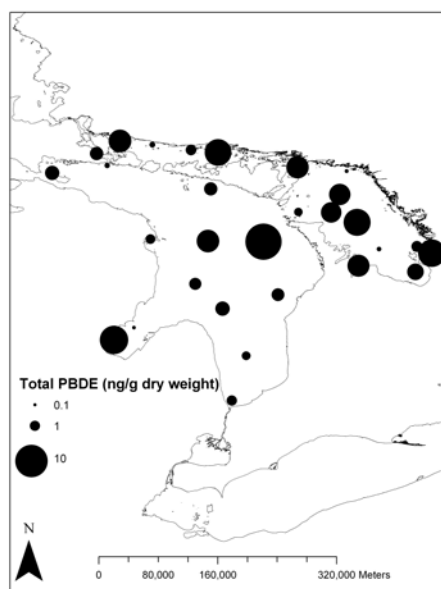 Total PBDE (ng/g dry weight)
0.1
1
10
N
0 80,000 160,000 320,000 Meters